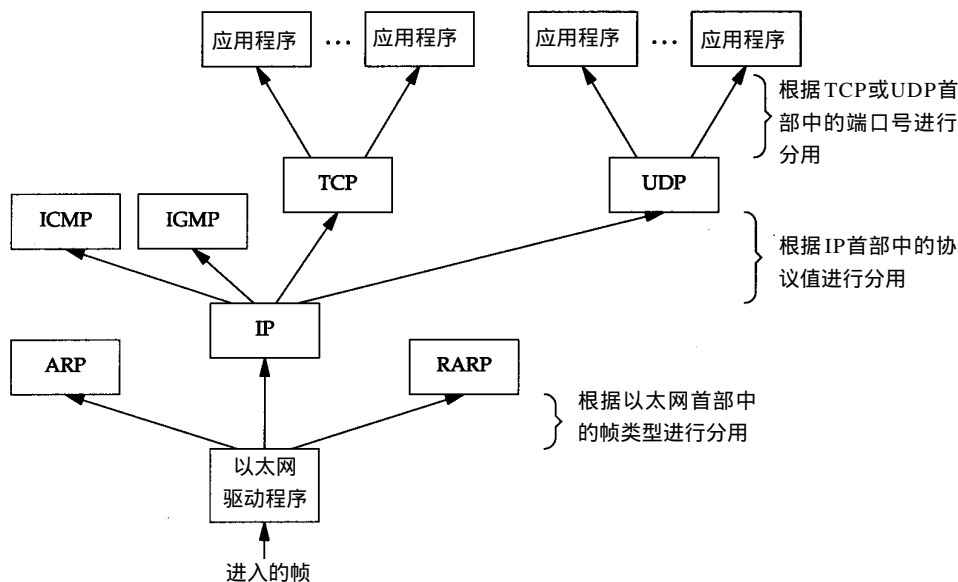 应用程序 … 应用程序 应用程序 … 应用程序
根据TCP或UDP首
部中的端口号进行
分用
TCP UDP
ICMP IGMP
根据IP首部中的协
议值进行分用
IP
ARP RARP
根据以太网首部中
的帧类型进行分用
以太网
驱动程序
进入的帧